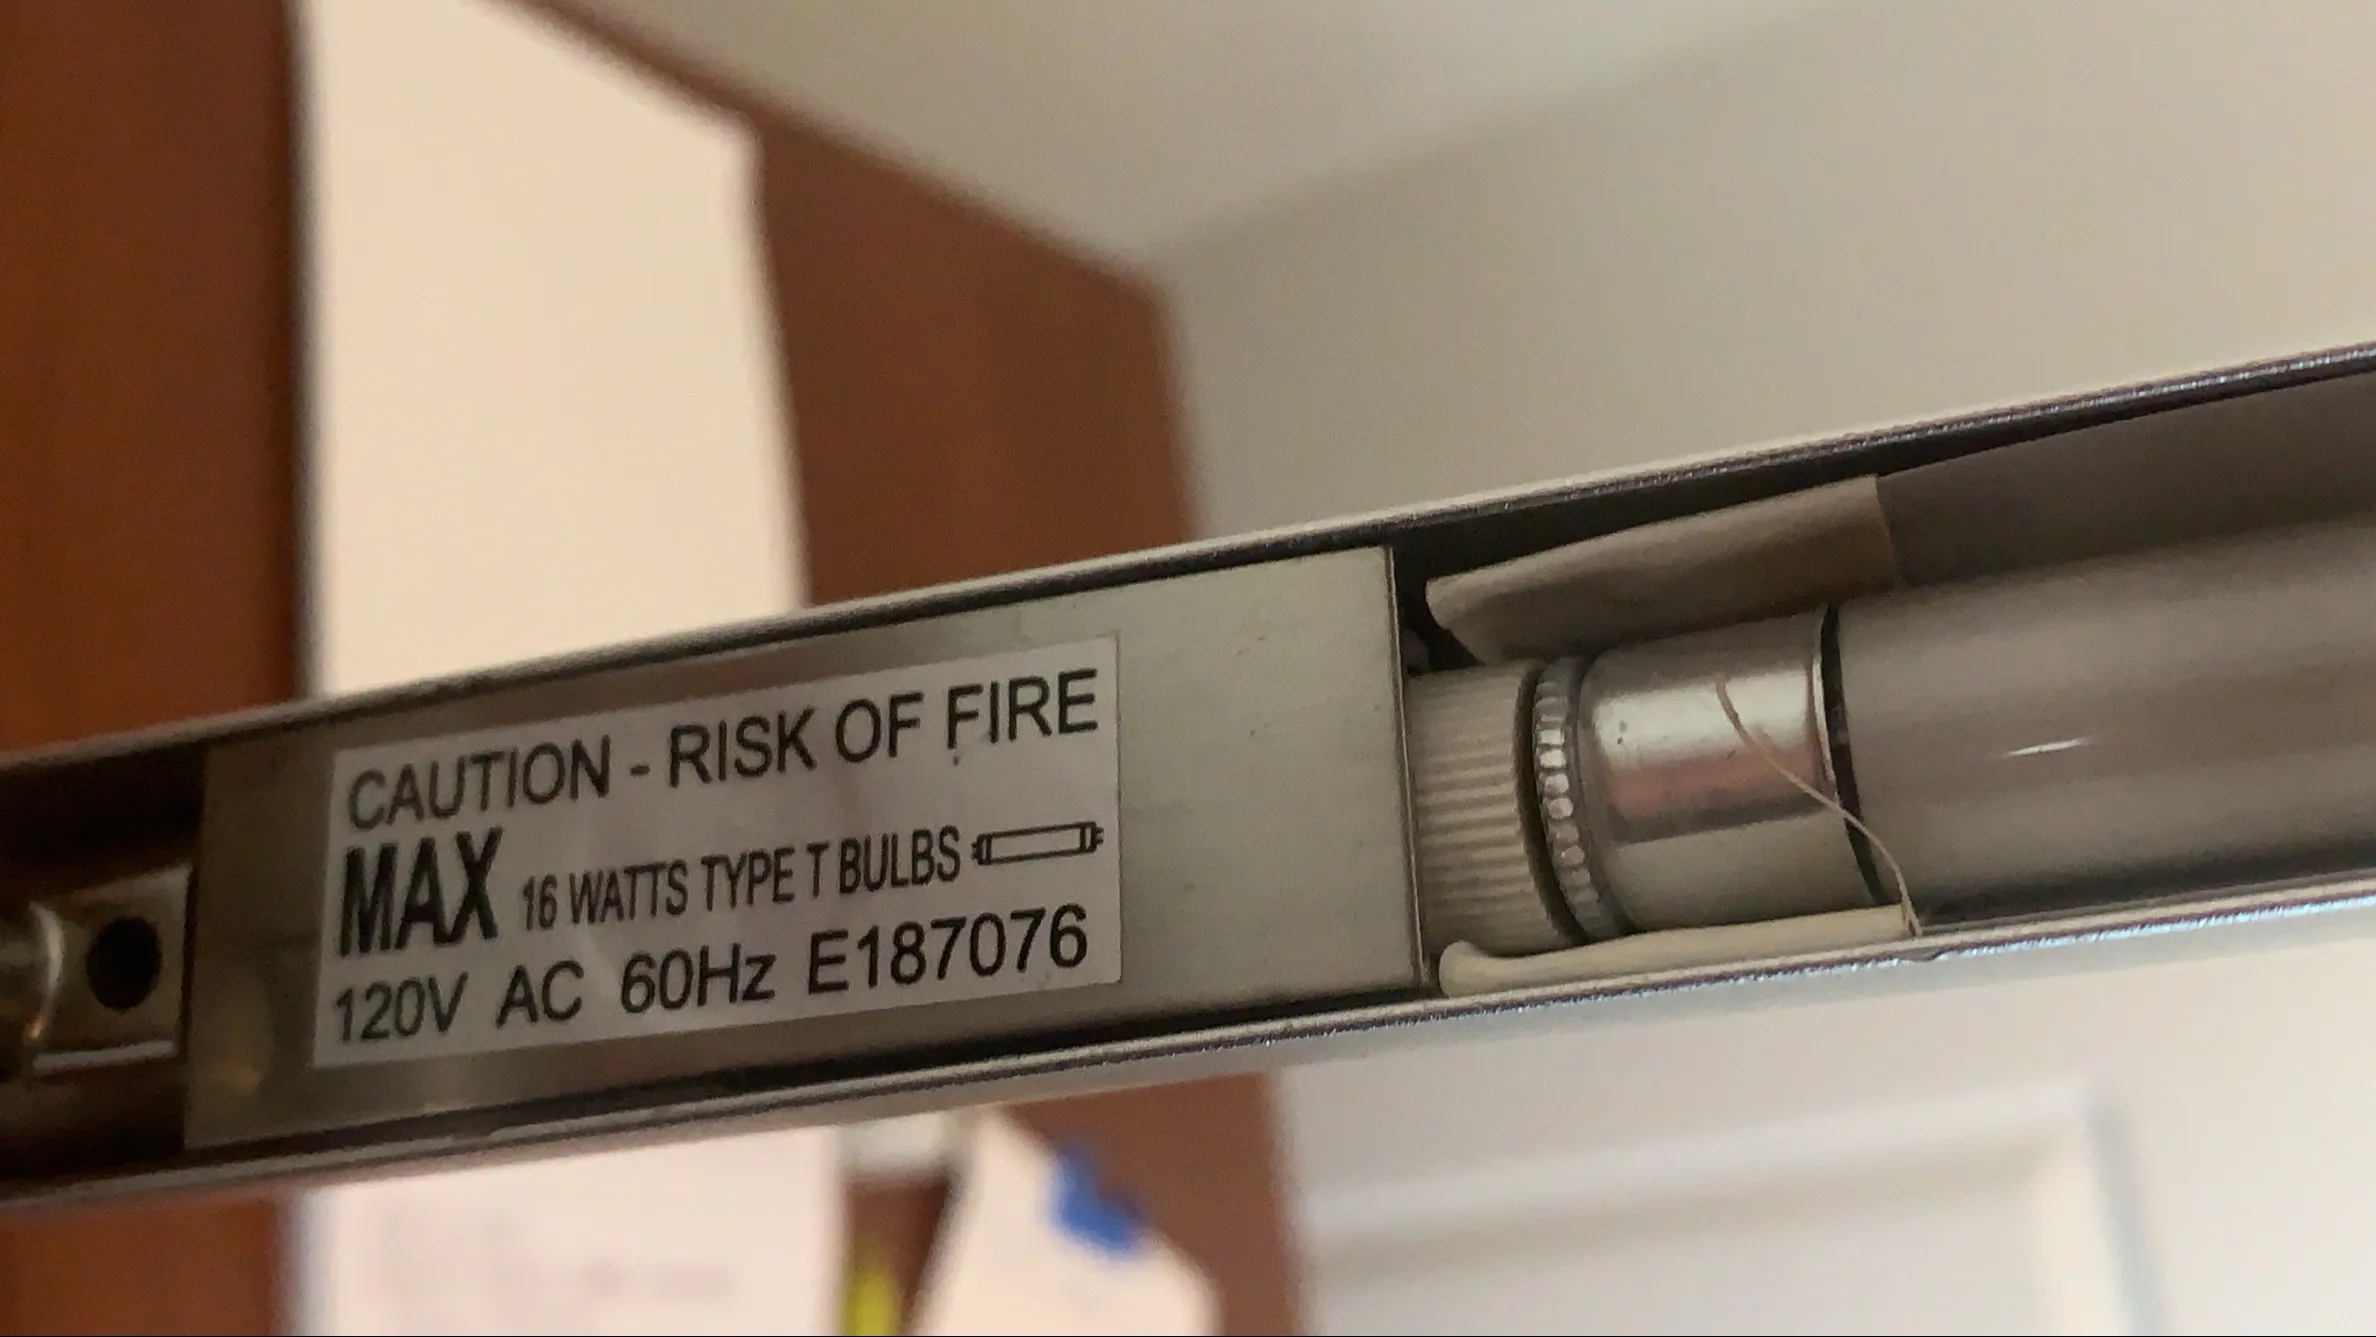 CAUTION - RISK OF FIRE
MAX 16 WATTS TYPE T BULBS
120V AC 60Hz E187076